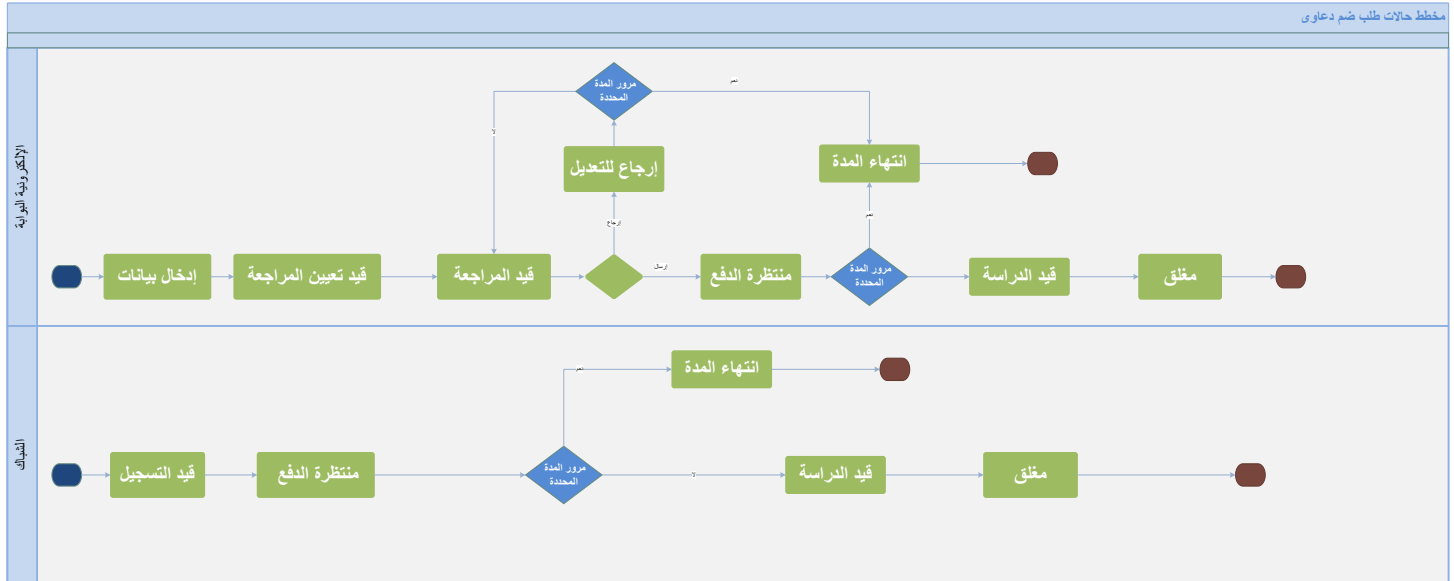 مخطط حالات طلب ضم دعاوى
الإلكترونية البوابة
مرور المدة
المحددة
نعم
لا
إرجاع للتعديل
انتهاء المدة
ارجاع
نعم
إدخال بيانات
قيد تعيين المراجعة
قيد المراجعة
ارسال
منتظرة الدفع
مرور المدة
المحددة
قيد الدراسة
مغلق
الشباك
انتهاء المدة
نعم
قيد التسجيل
منتظرة الدفع
مرور المدة
المحددة
لا
قيد الدراسة
مغلق